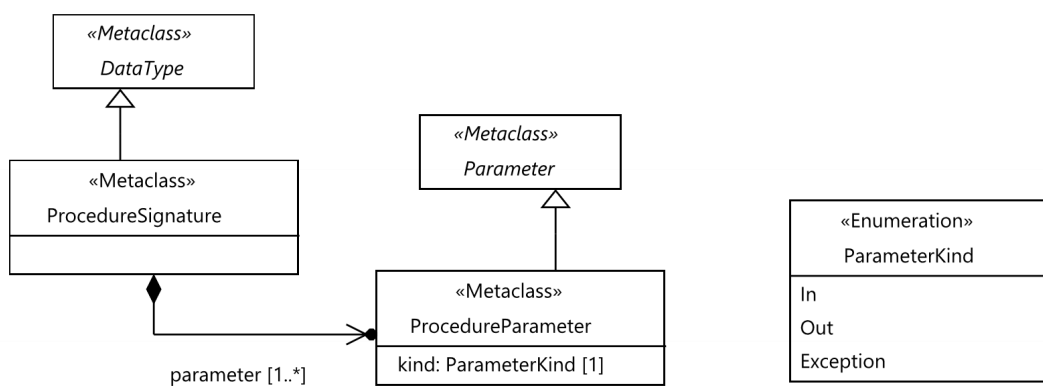 «Metaclass»
DataType
«Metaclass»
ProcedureSignature
«Metaclass»
Parameter
«Metaclass»
ProcedureParameter
kind: ParameterKind [1]
parameter [1..*]
«Enumeration»
ParameterKind
In
Out
Exception